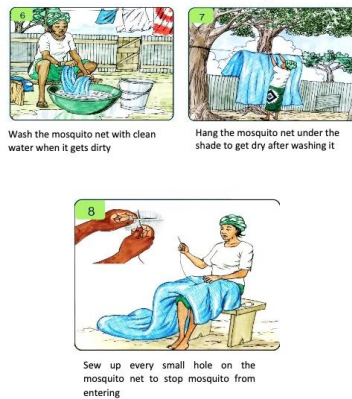 6
7
Wash the mosquito net with clean
water when it gets dirty
Hang the mosquito net under the
shade to get dry after washing it
8
Sew up every small hole on the
mosquito net to stop mosquito from
entering